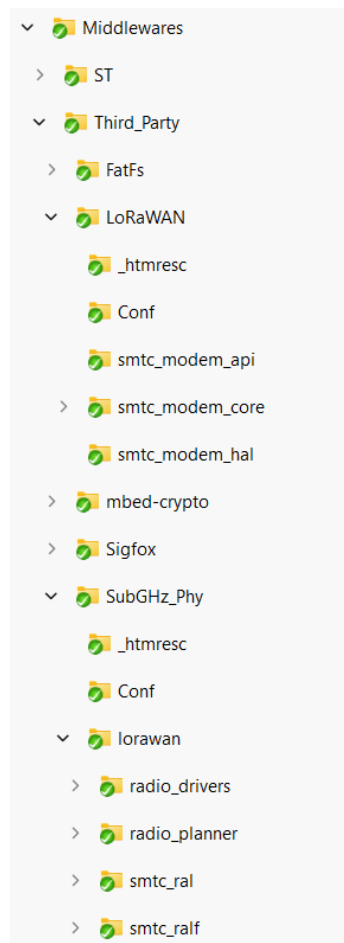 Middlewares
ST
Third_Party
FatFs
LoRaWAN
_htmresc
Conf
smtc_modem_api
smtc_modem_core
smtc_modem_hal
mbed-crypto
Sigfox
SubGHz_Phy
_htmresc
Conf
lorawan
radio_drivers
radio_planner
smtc_ral
smtc_ralf